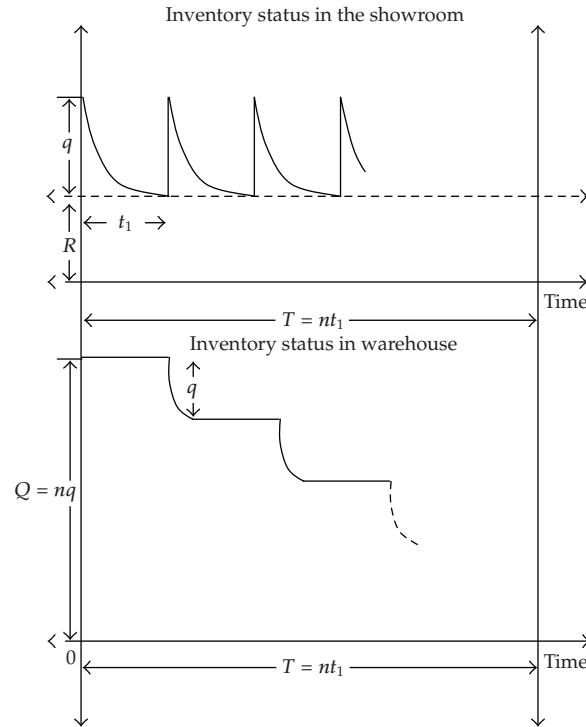 Inventory status in the showroom
q
t₁
R
Time
T = nt₁
Inventory status in warehouse
q
Q = nq
0
Time
T = nt₁